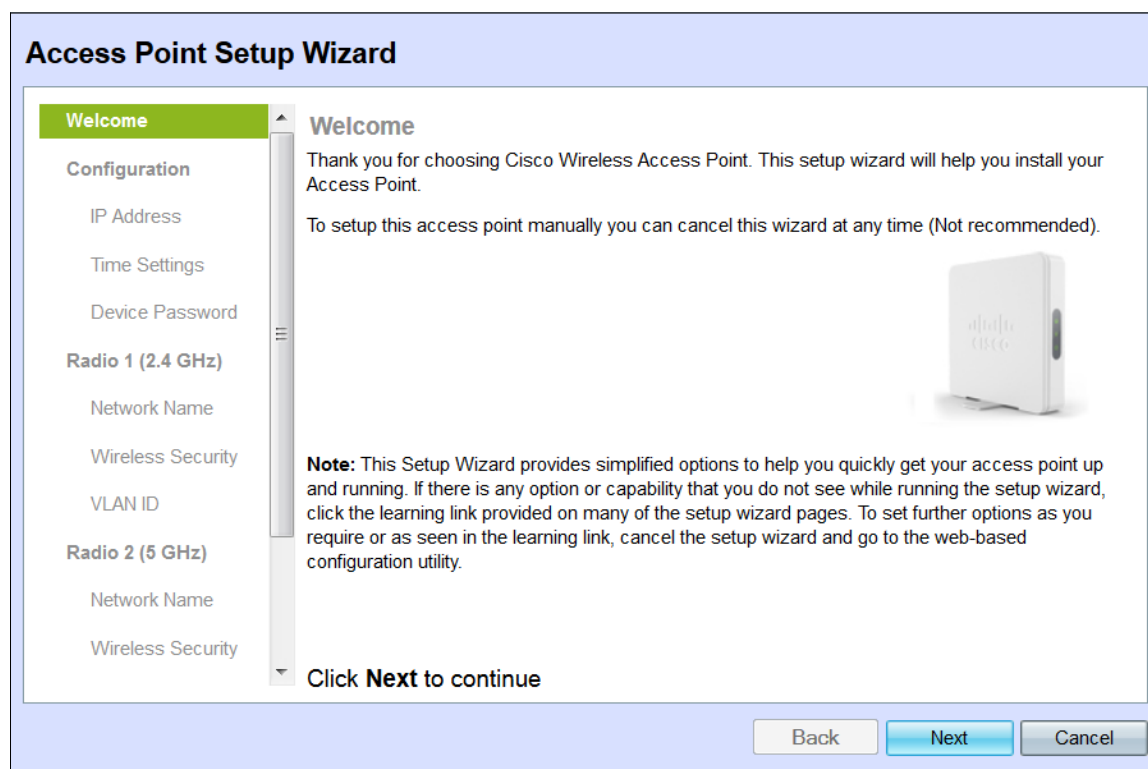 Access Point Setup Wizard
Welcome
Configuration
IP Address
Time Settings
Device Password
Radio 1 (2.4 GHz)
Network Name
Wireless Security
VLAN ID
Radio 2 (5 GHz)
Network Name
Wireless Security
Welcome
Thank you for choosing Cisco Wireless Access Point. This setup wizard will help you install your
Access Point.
To setup this access point manually you can cancel this wizard at any time (Not recommended).
CISCO
Note: This Setup Wizard provides simplified options to help you quickly get your access point up
and running. If there is any option or capability that you do not see while running the setup wizard,
click the learning link provided on many of the setup wizard pages. To set further options as you
require or as seen in the learning link, cancel the setup wizard and go to the web-based
configuration utility.
Click Next to continue
Back
Next
Cancel